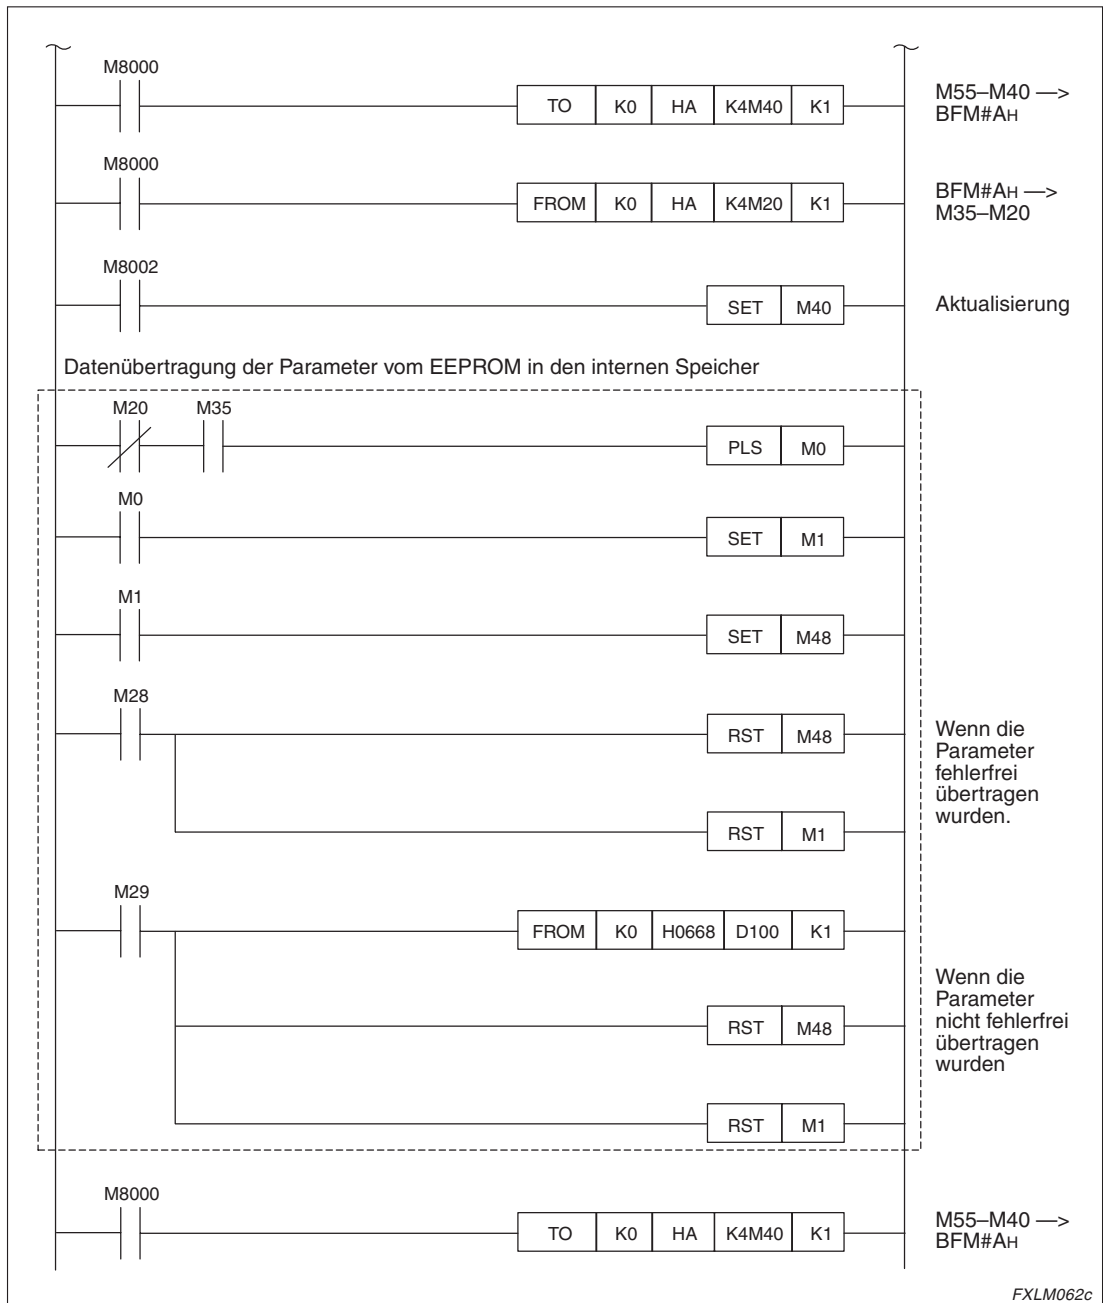 M8000
TO K0 HA K4M40 K1
M55–M40 —>
BFM#AH
M8000
FROM K0 HA K4M20 K1
BFM#AH —>
M35–M20
M8002
SET M40
Aktualisierung
Datenübertragung der Parameter vom EEPROM in den internen Speicher
M20 M35
PLS M0
M0
SET M1
M1
SET M48
M28
RST M48
Wenn die
Parameter
fehlerfrei
übertragen
wurden.
RST M1
M29
FROM K0 H0668 D100 K1
Wenn die
Parameter
nicht fehlerfrei
übertragen
wurden
RST M48
RST M1
M8000
TO K0 HA K4M40 K1
M55–M40 —>
BFM#AH
FXLM062c